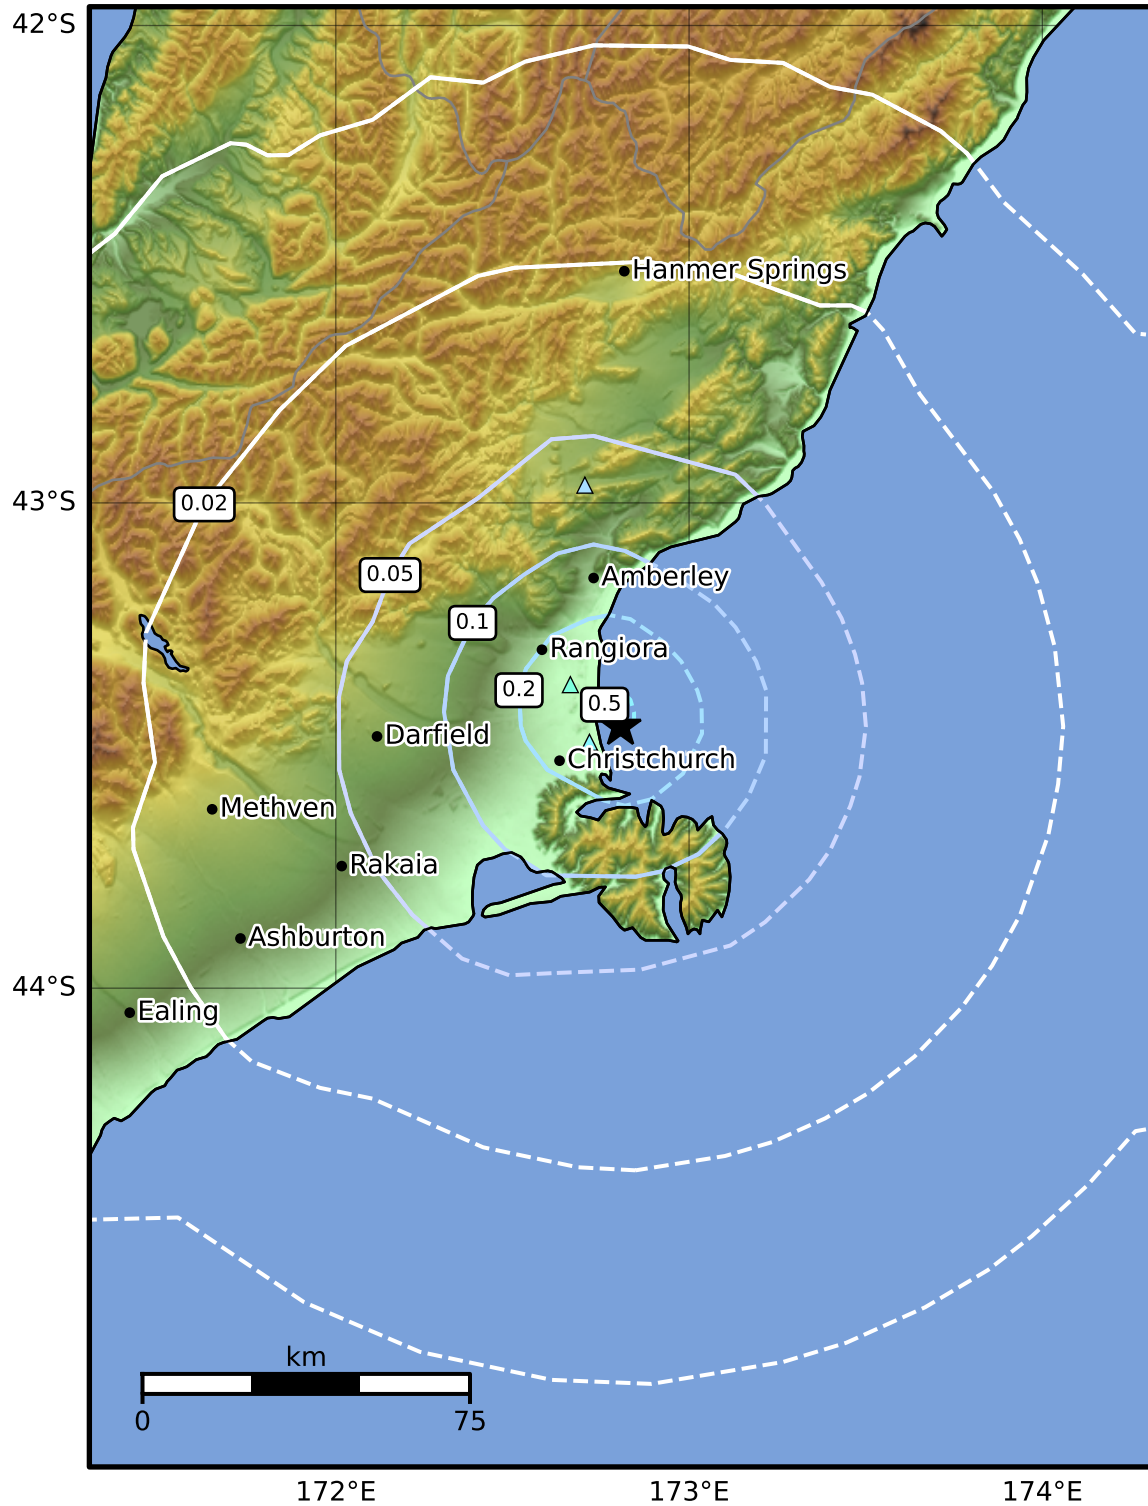 42°S
Hanmer Springs
43°S
0.02
0.05
Amberley
0.1
Rangiora
0.2
0.5
Darfield
Christchurch
Methven
Rakaia
Ashburton
44°S
Ealing
km
0
75
172°E
173°E
174°E